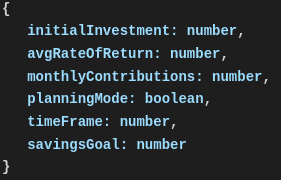 {
initialInvestment: number,
avgRateOfReturn: number,
monthlyContributions: number,
planningMode: boolean,
timeFrame: number,
savingsGoal: number
}